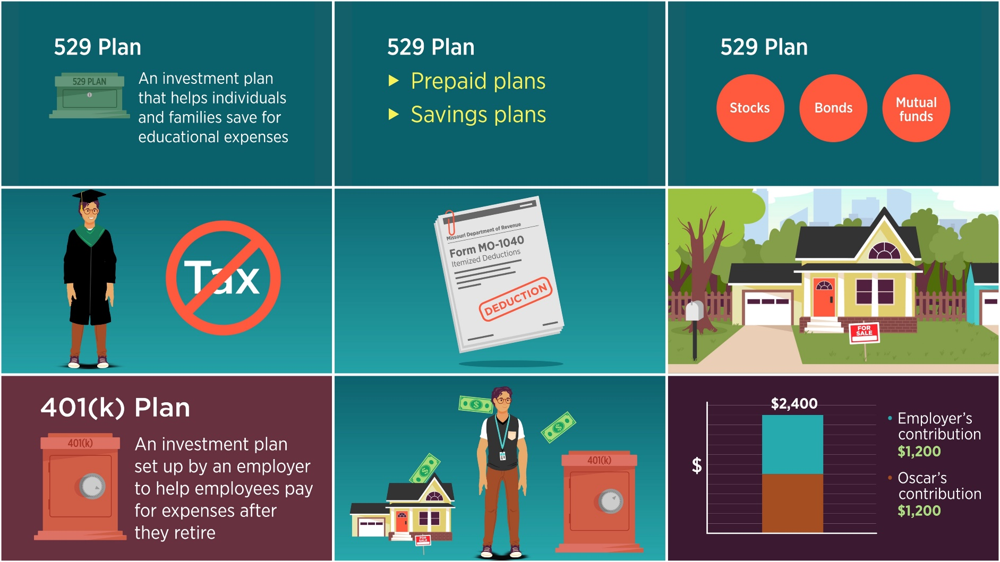 529 Plan
529 PLAN
An investment plan
that helps individuals
and families save for
educational expenses
529 Plan
Prepaid plans
Savings plans
529 Plan
Stocks
Bonds
Mutual
funds
Tax
Missouri Department of Revenue
Form MO-1040
Itemized Deductions
DEDUCTION
FOR
SALE
401(k) Plan
401(k)
An investment plan
set up by an employer
to help employees pay
for expenses after
they retire
$
$
$
FOR
SALE
401(k)
$2,400
$
• Employer's
contribution
$1,200
• Oscar's
contribution
$1,200